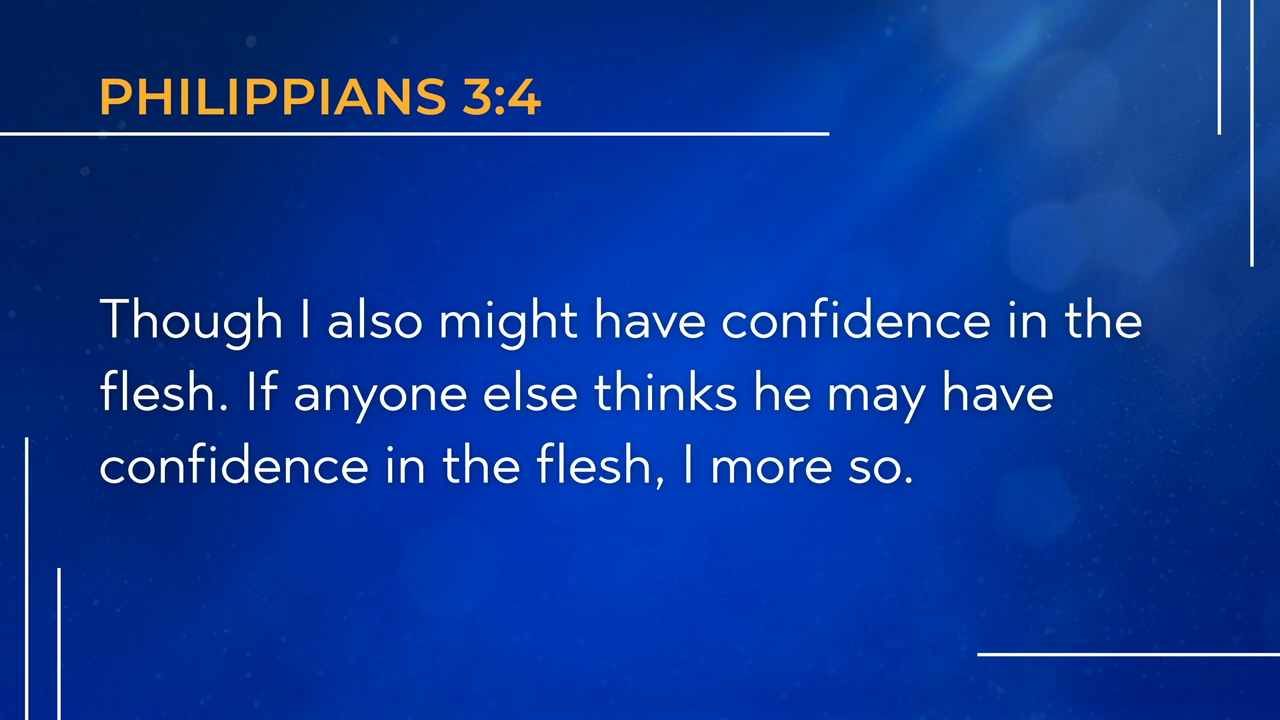 PHILIPPIANS 3:4
Though I also might have confidence in the
flesh. If anyone else thinks he may have
confidence in the flesh, I more so.